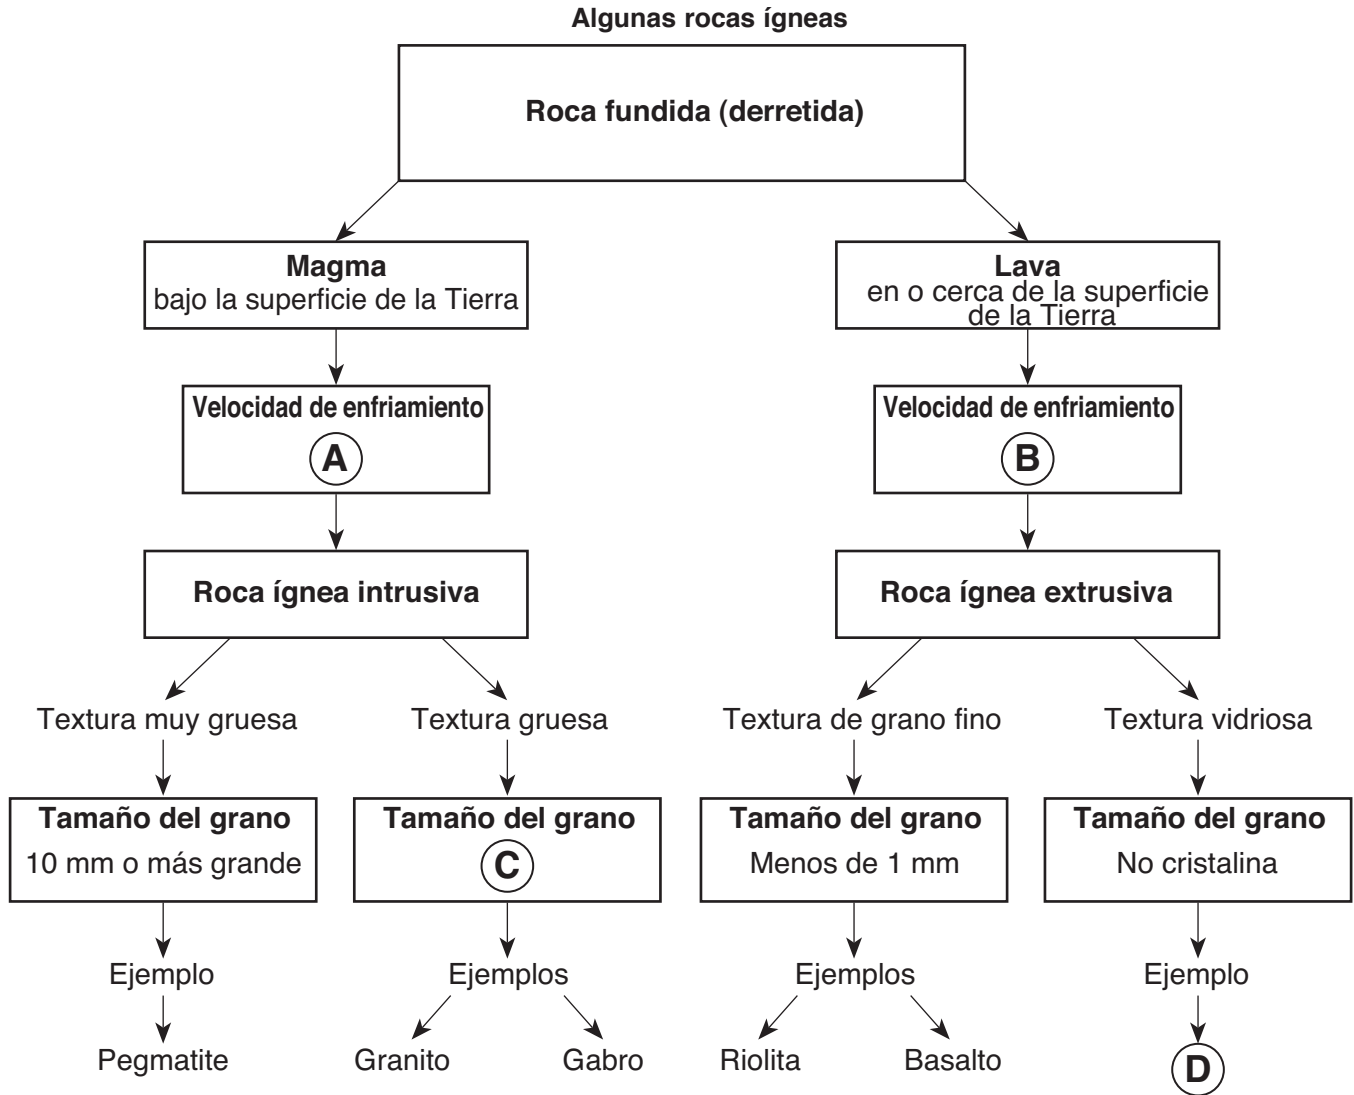 Algunas rocas ígneas
Roca fundida (derretida)
Magma
bajo la superficie de la Tierra
Lava
en o cerca de la superficie
de la Tierra
Velocidad de enfriamiento
A
Velocidad de enfriamiento
B
Roca ígnea intrusiva
Roca ígnea extrusiva
Textura muy gruesa
Textura gruesa
Textura de grano fino
Textura vidriosa
Tamaño del grano
10 mm o más grande
Tamaño del grano
C
Tamaño del grano
Menos de 1 mm
Tamaño del grano
No cristalina
Ejemplo
Ejemplos
Ejemplos
Ejemplo
Pegmatite
Granito
Gabro
Riolita
Basalto
D